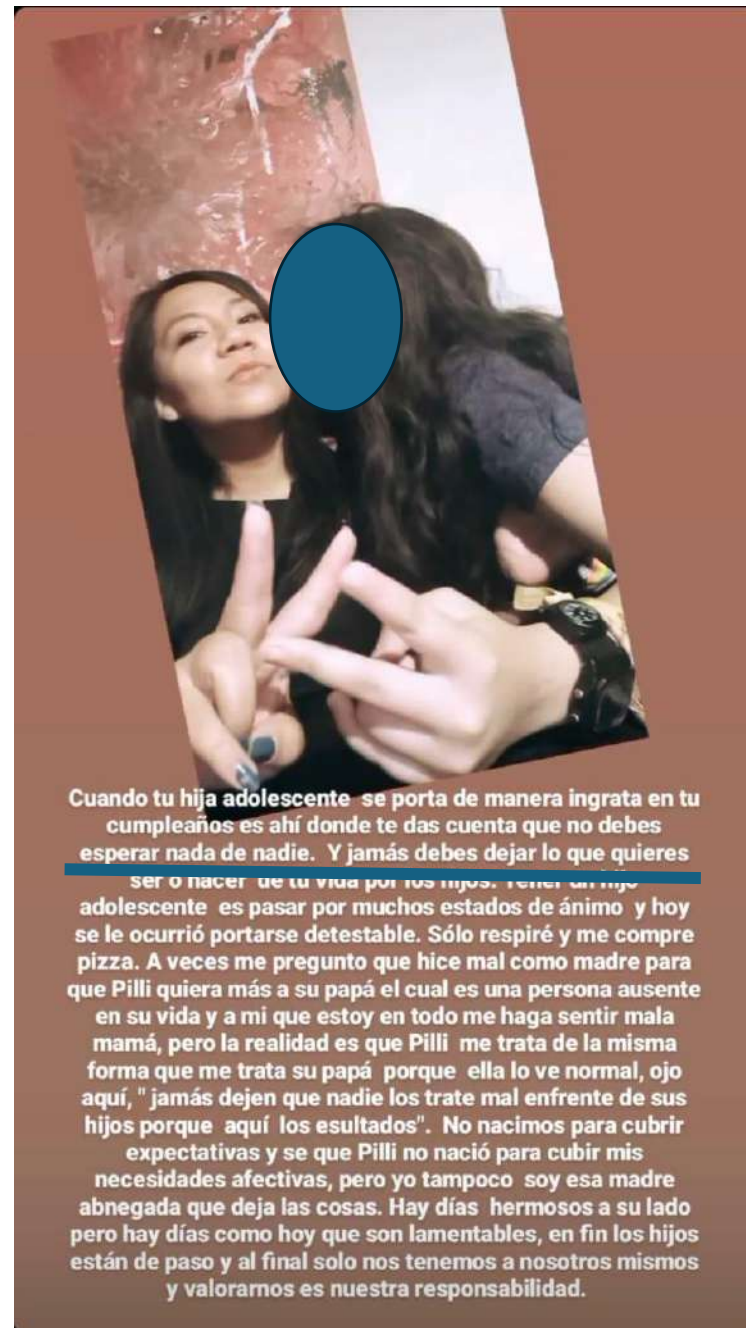 Cuando tu hija adolescente se porta de manera ingrata en tu
cumpleaños es ahí donde te das cuenta que no debes
esperar nada de nadie. Y jamás debes dejar lo que quieres
ser o hacer de tu vida por los hijos. Tener un hijo
adolescente es pasar por muchos estados de ánimo y hoy
se le ocurrió portarse detestable. Sólo respiré y me compre
pizza. A veces me pregunto que hice mal como madre para
que Pilli quiera más a su papá el cual es una persona ausente
en su vida y a mi que estoy en todo me haga sentir mala
mamá, pero la realidad es que Pilli me trata de la misma
forma que me trata su papá porque ella lo ve normal, ojo
aquí, " jamás dejen que nadie los trate mal enfrente de sus
hijos porque aquí los esultados". No nacimos para cubrir
expectativas y se que Pilli no nació para cubir mis
necesidades afectivas, pero yo tampoco soy esa madre
abnegada que deja las cosas. Hay días hermosos a su lado
pero hay días como hoy que son lamentables, en fin los hijos
están de paso y al final solo nos tenemos a nosotros mismos
y valorarnos es nuestra responsabilidad.